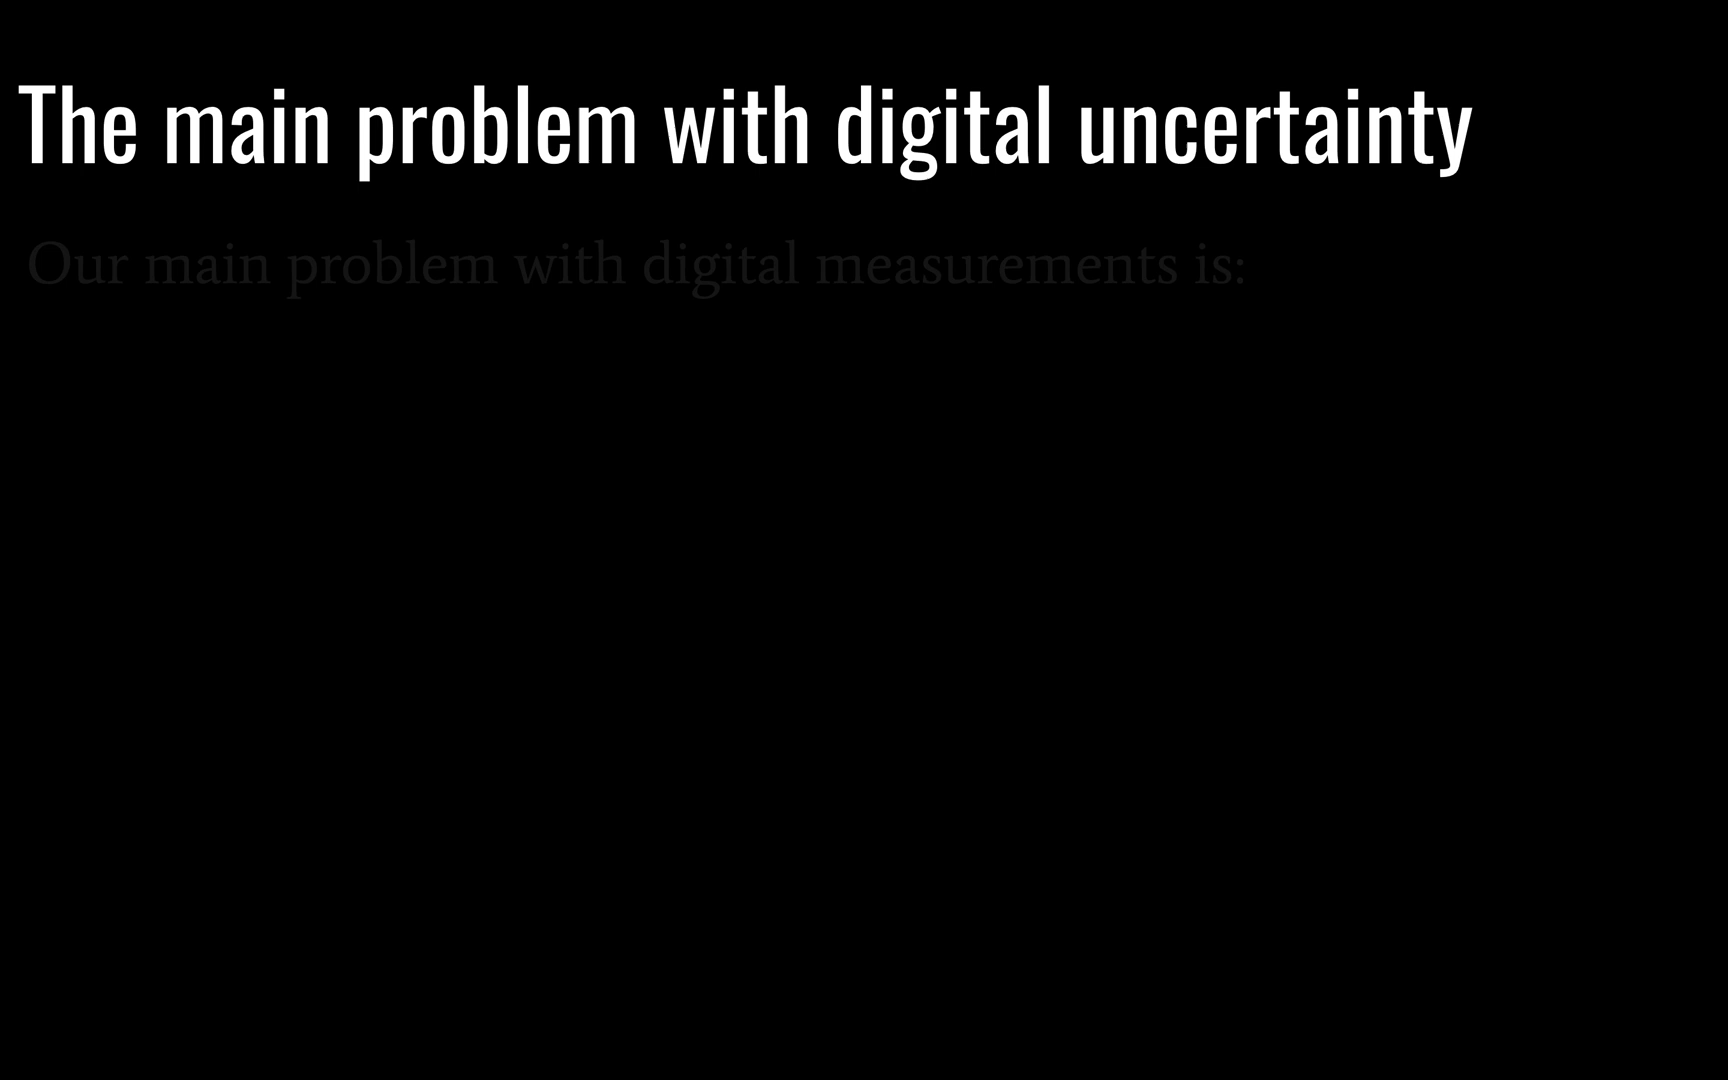 The main problem with digital uncertainty
Our main problem with digital measurements is: